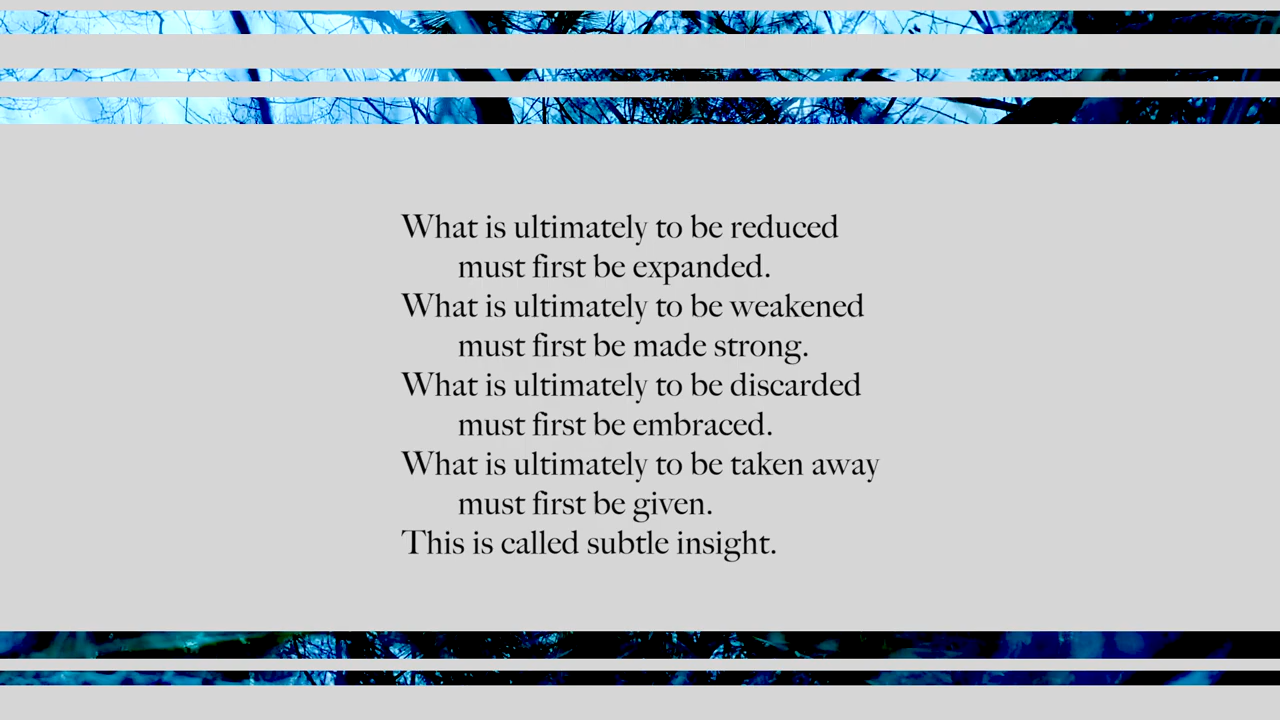 What is ultimately to be reduced
must first be expanded.
What is ultimately to be weakened
must first be made strong.
What is ultimately to be discarded
must first be embraced.
What is ultimately to be taken away
must first be given.
This is called subtle insight.